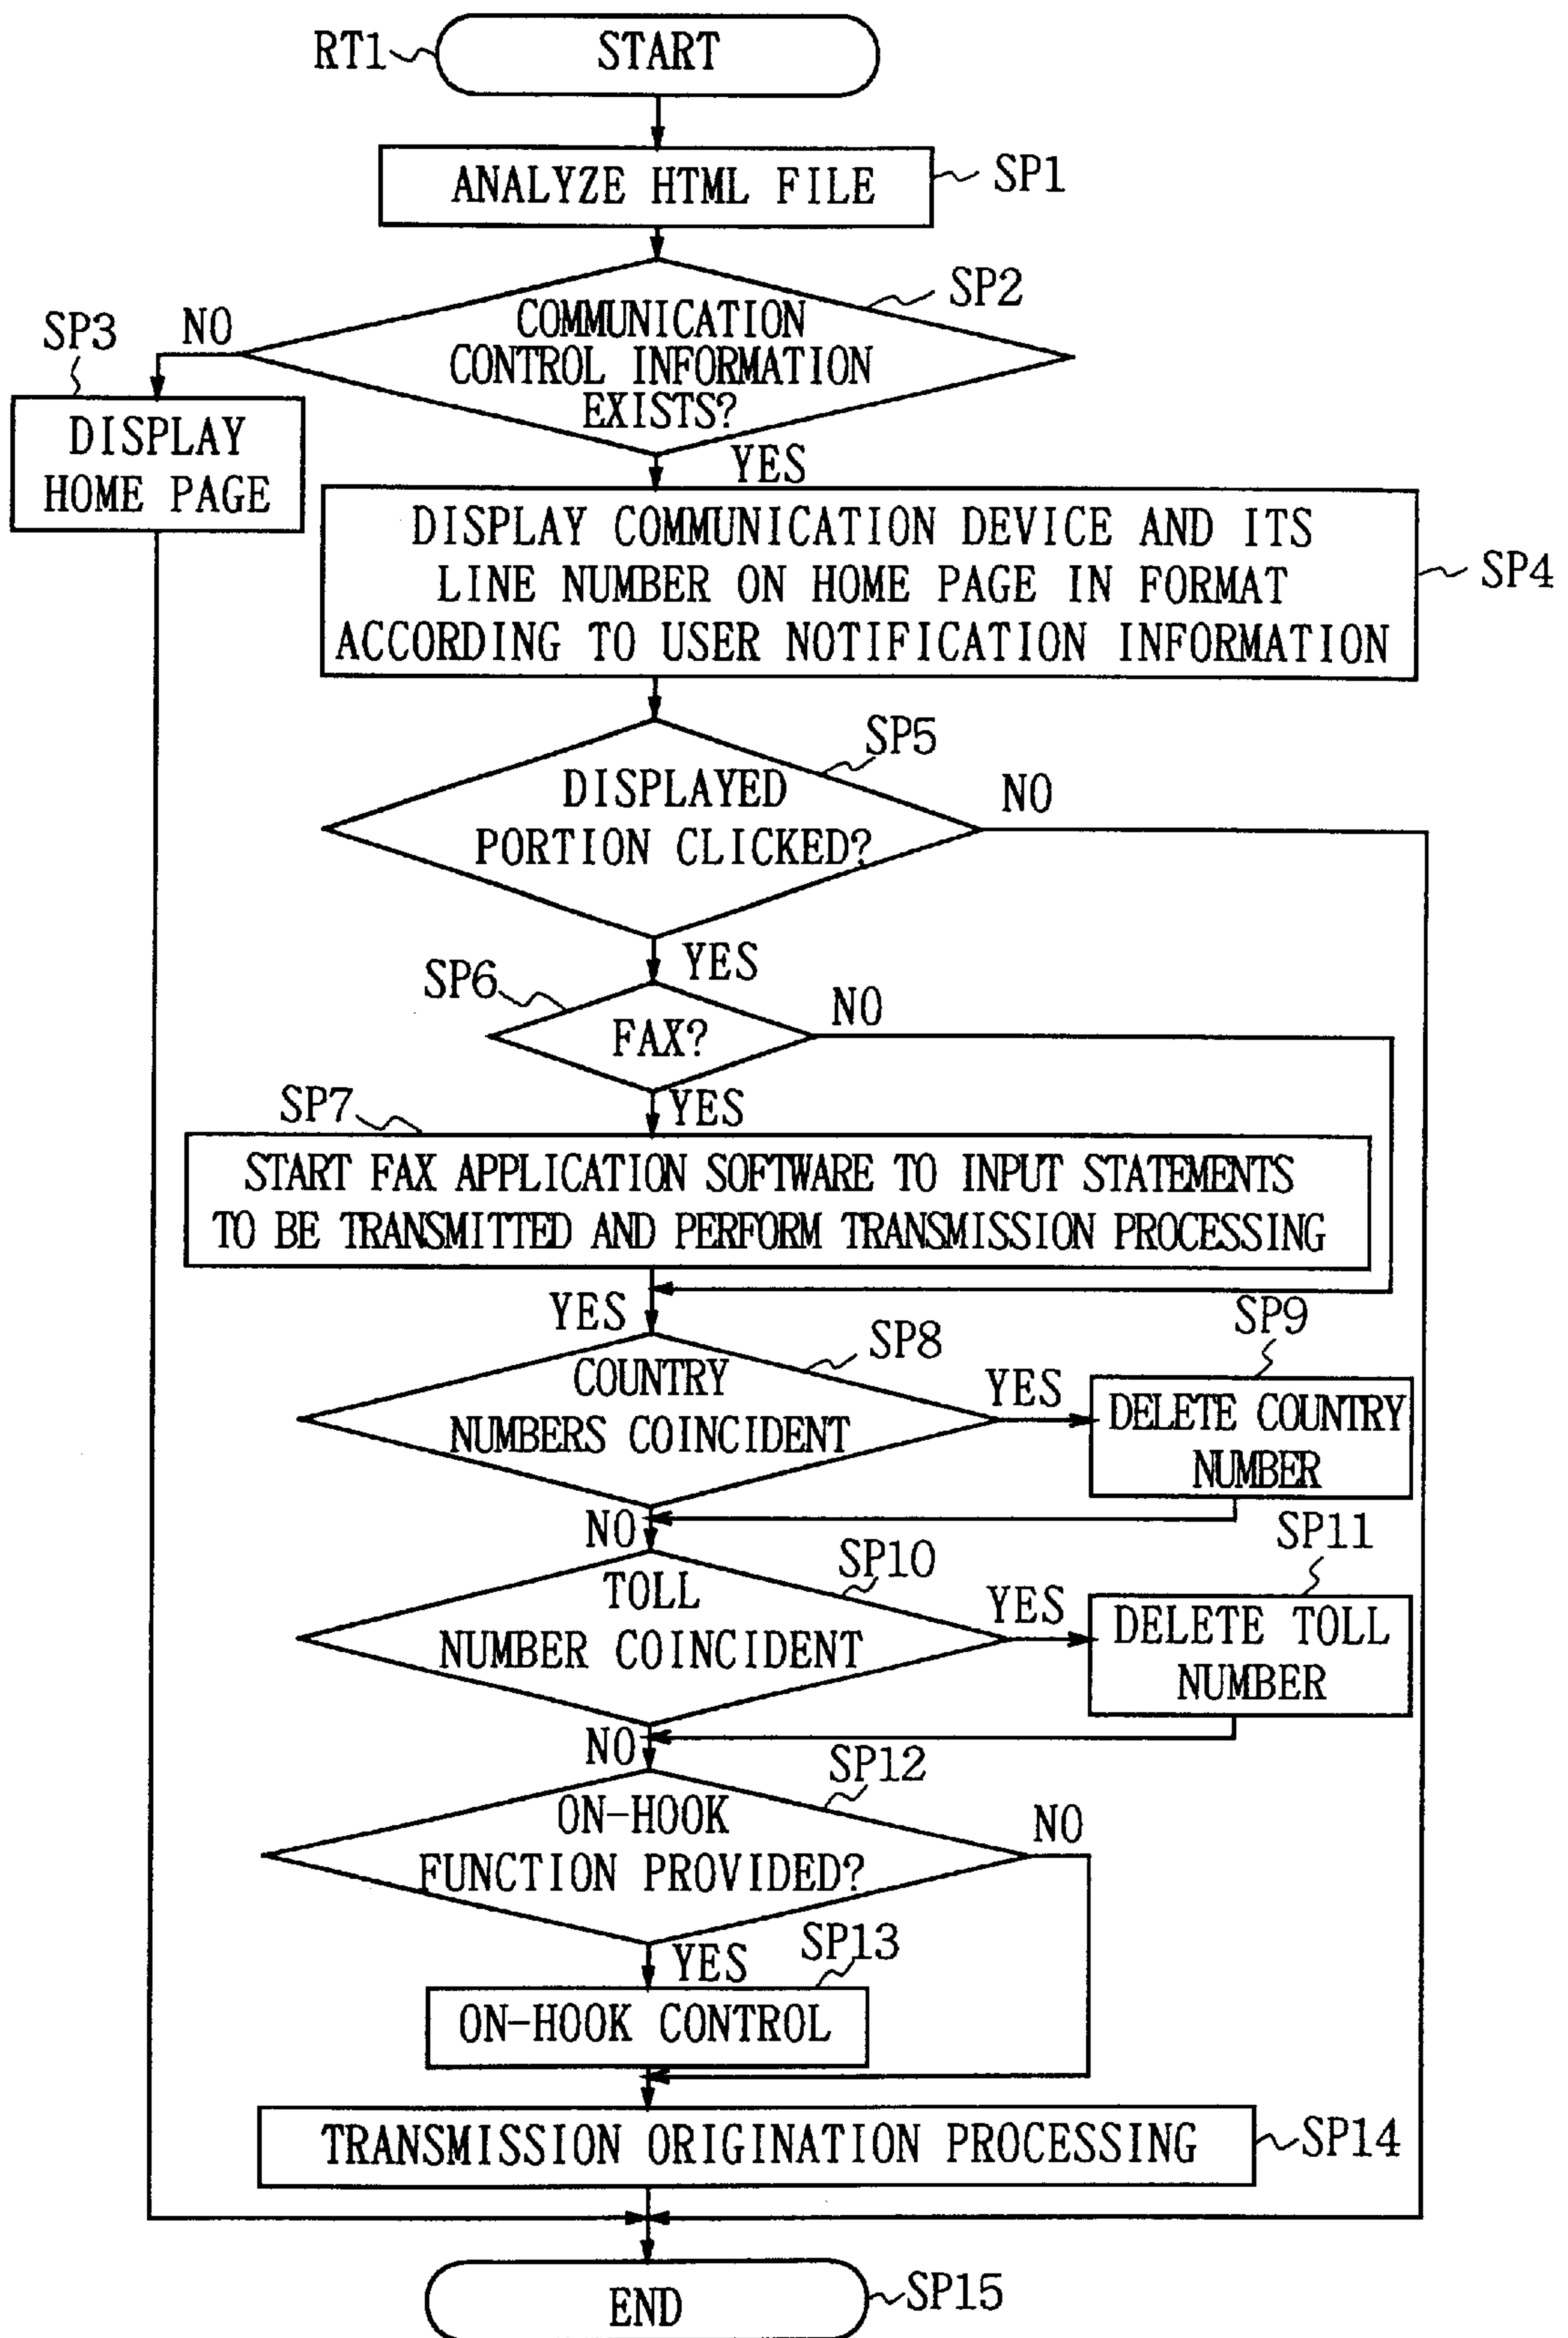 RT1
START
ANALYZE HTML FILE
SP1
SP2
COMMUNICATION
CONTROL INFORMATION
EXISTS?
NO
SP3
DISPLAY
HOME PAGE
YES
DISPLAY COMMUNICATION DEVICE AND ITS
LINE NUMBER ON HOME PAGE IN FORMAT
ACCORDING TO USER NOTIFICATION INFORMATION
SP4
SP5
DISPLAYED
PORTION CLICKED?
NO
YES
SP6
FAX?
NO
YES
SP7
START FAX APPLICATION SOFTWARE TO INPUT STATEMENTS
TO BE TRANSMITTED AND PERFORM TRANSMISSION PROCESSING
YES
SP8
COUNTRY
NUMBERS COINCIDENT
YES
SP9
DELETE COUNTRY
NUMBER
NO
SP10
TOLL
NUMBER COINCIDENT
YES
SP11
DELETE TOLL
NUMBER
NO
SP12
ON-HOOK
FUNCTION PROVIDED?
NO
YES
SP13
ON-HOOK CONTROL
TRANSMISSION ORIGINATION PROCESSING
SP14
END
SP15